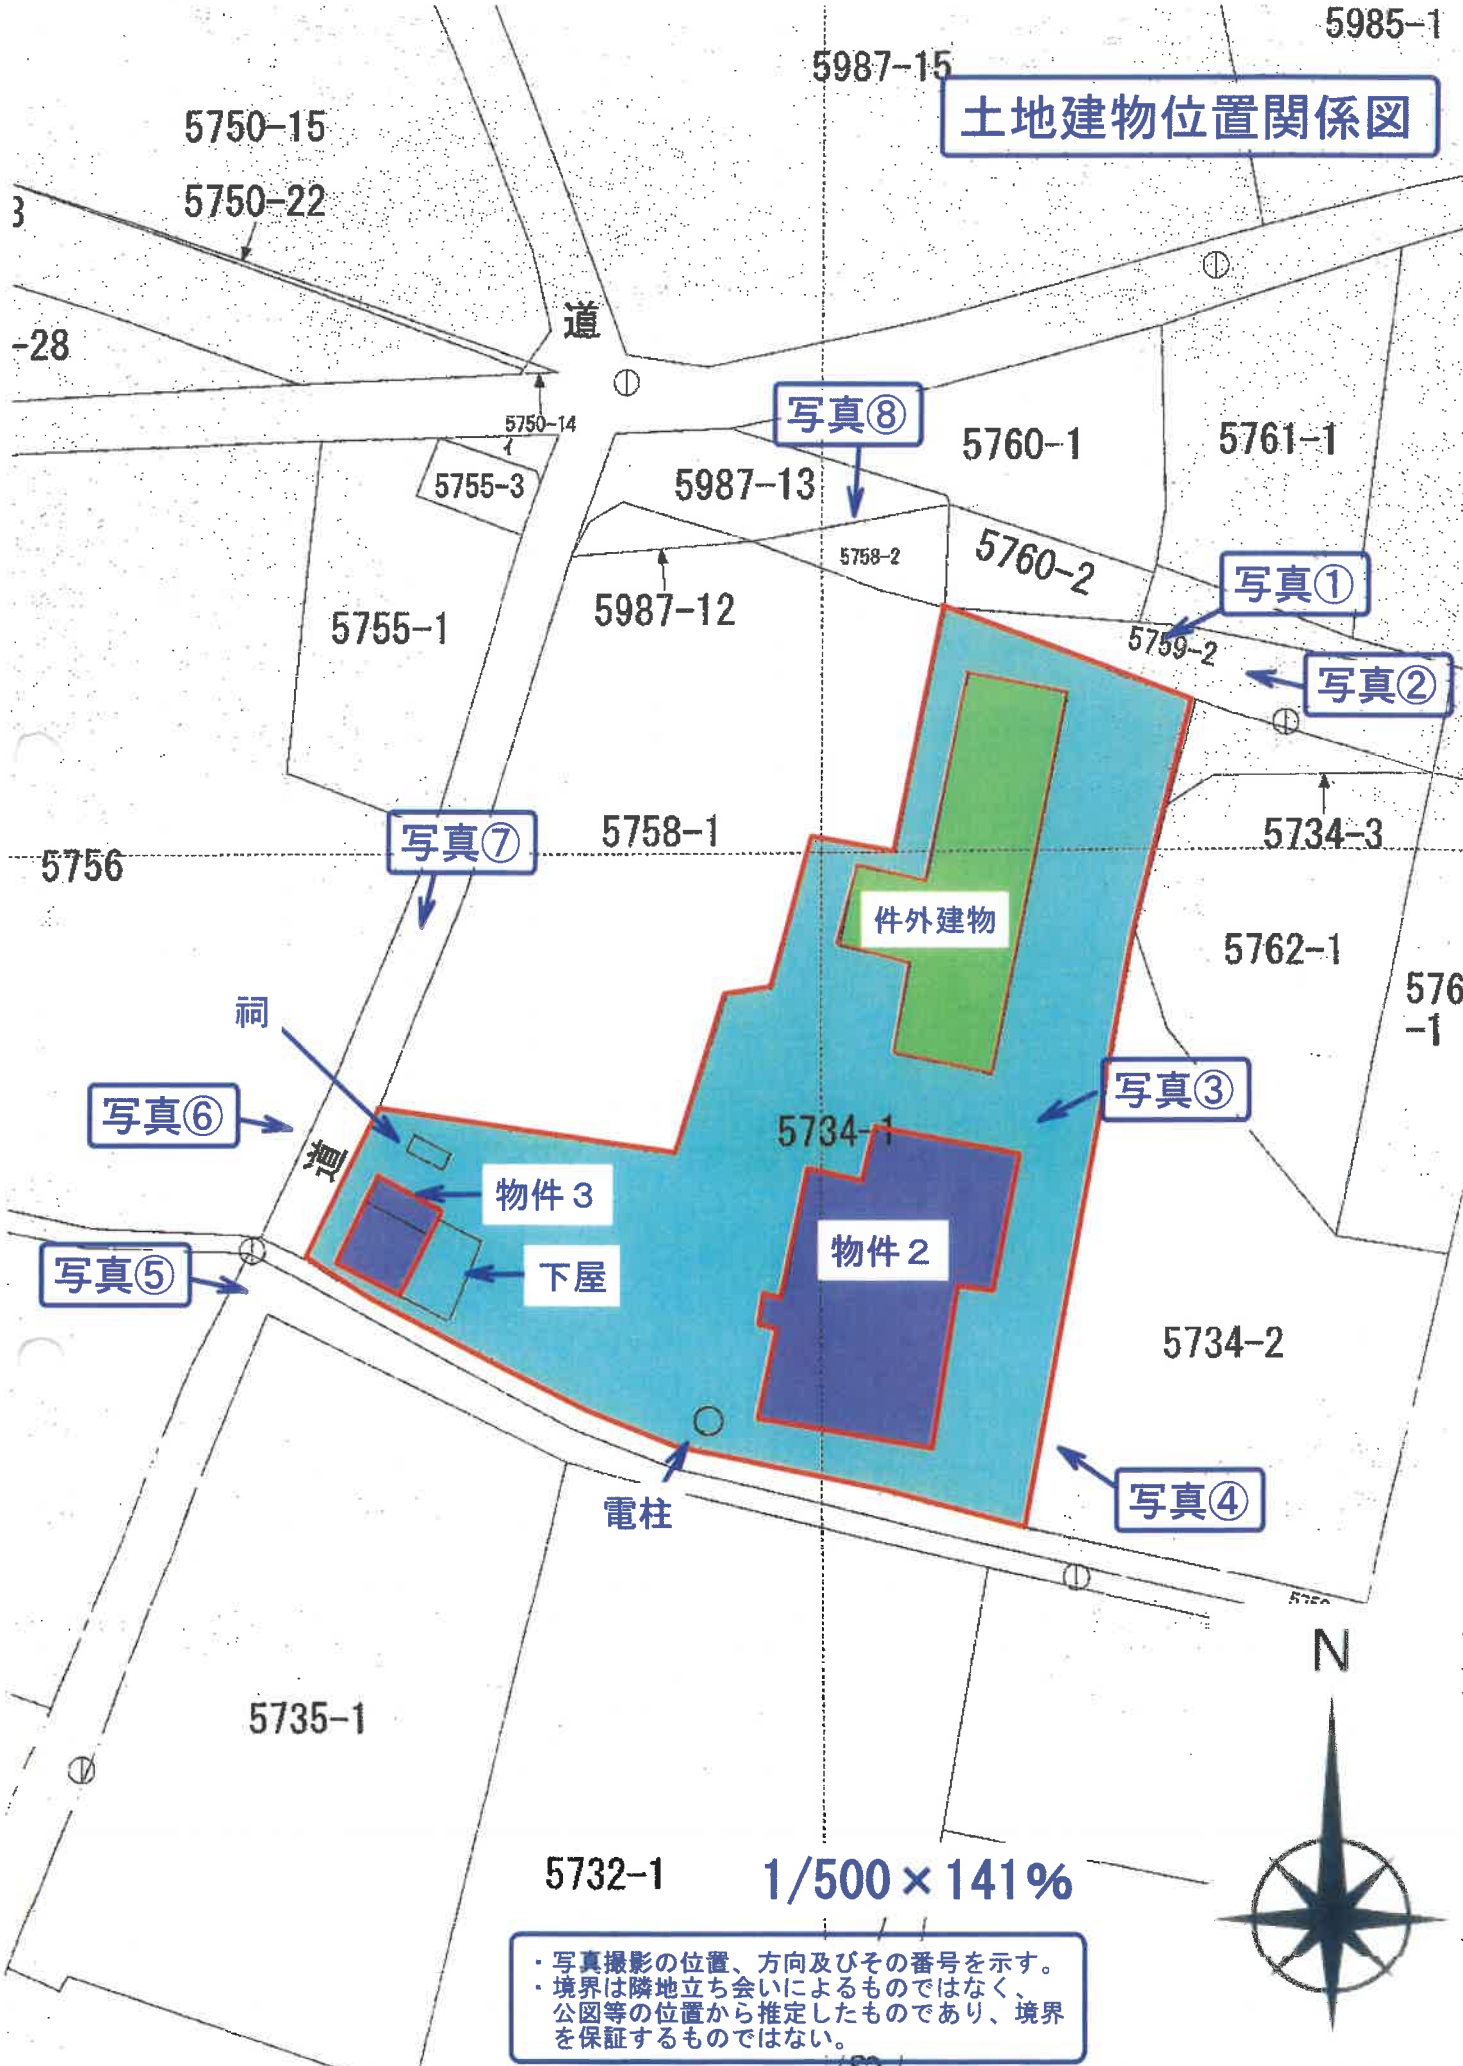 5985-1
5987-15
土地建物位置関係図
5750-15
5750-22
3
-28
道
5750-14
イ
5755-3
写真⑧
5987-13
5760-1
5761-1
5758-2
5760-2
写真①
5987-12
5755-1
5759-2
写真②
写真⑦
5758-1
5734-3
5756
件外建物
5762-1
576
-1
祠
写真③
写真⑥
5734-1
道
物件3
物件2
写真⑤
下屋
5734-2
電柱
写真④
N
5735-1
5732-1
1/500×141%
・写真撮影の位置、方向及びその番号を示す。
・境界は隣地立ち会いによるものではなく、
公図等の位置から推定したものであり、境界
を保証するものではない。